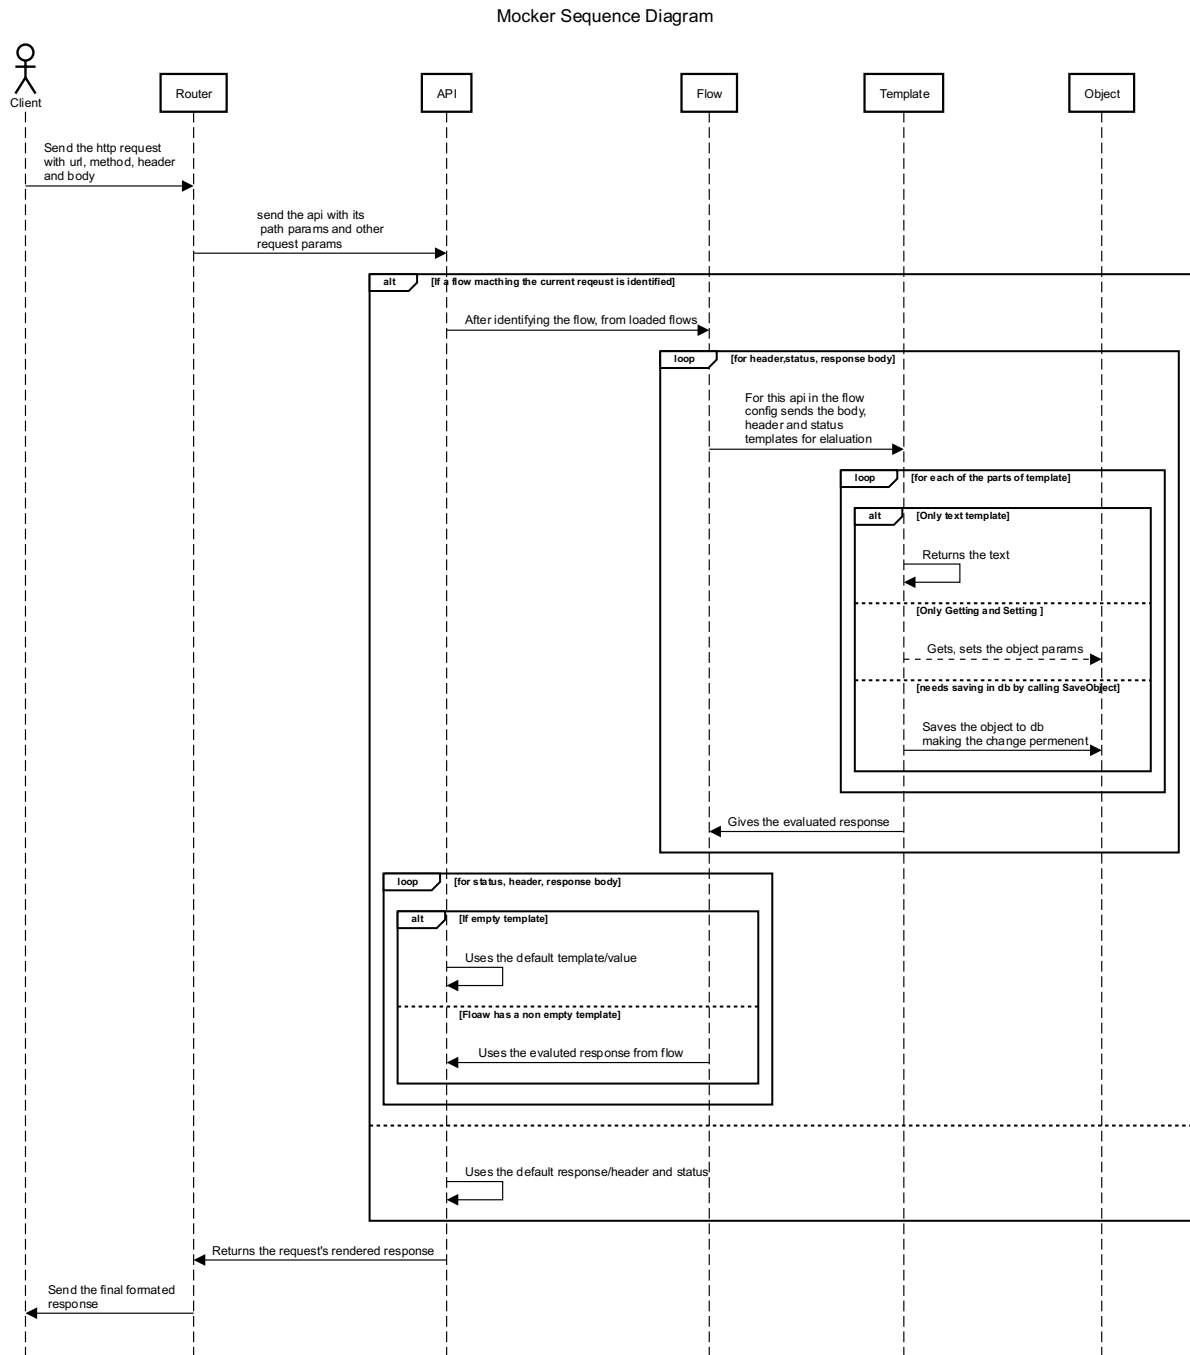 Mocker Sequence Diagram
Client
Router
API
Flow
Template
Object
Send the http request
with url, method, header
and body
send the api with its
path params and other
request params
alt
[If a flow macthing the current reqeust is identified]
After identifying the flow, from loaded flows
loop
[for header,status, response body]
For this api in the flow
config sends the body,
header and status
templates for elaluation
loop
[for each of the parts of template]
alt
[Only text template]
Returns the text
[Only Getting and Setting ]
Gets, sets the object params
[needs saving in db by calling SaveObject]
Saves the object to db
making the change permenent
Gives the evaluated response
loop
[for status, header, response body]
alt
[If empty template]
Uses the default template/value
[Floaw has a non empty template]
Uses the evaluted response from flow
Uses the default response/header and status
Returns the request's rendered response
Send the final formated
response